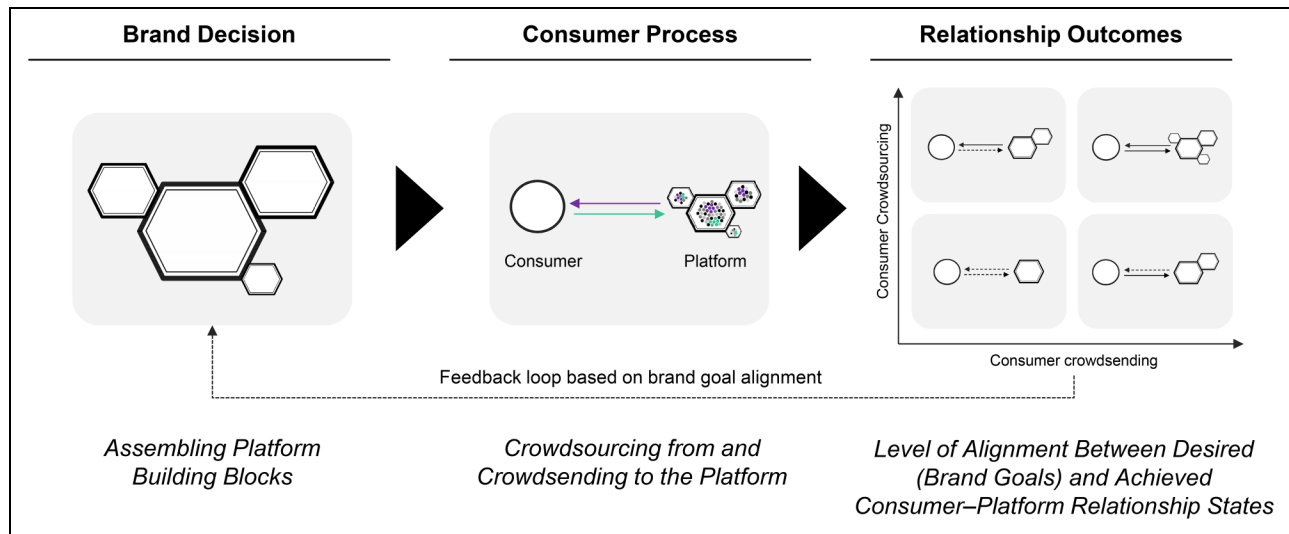 Brand Decision
Consumer Process
Relationship Outcomes
Consumer
Platform
Consumer Crowdsourcing
Consumer crowdsending
Feedback loop based on brand goal alignment
Assembling Platform
Building Blocks
Crowdsourcing from and
Crowdsending to the Platform
Level of Alignment Between Desired
(Brand Goals) and Achieved
Consumer–Platform Relationship States